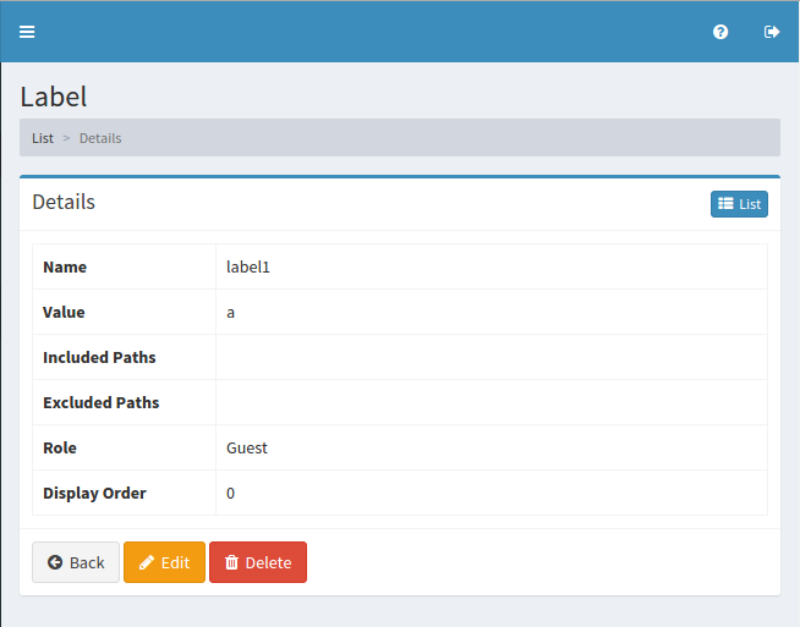 Label
List > Details
Details
List
Name label1
Value a
Included Paths
Excluded Paths
Role Guest
Display Order 0
Back Edit Delete